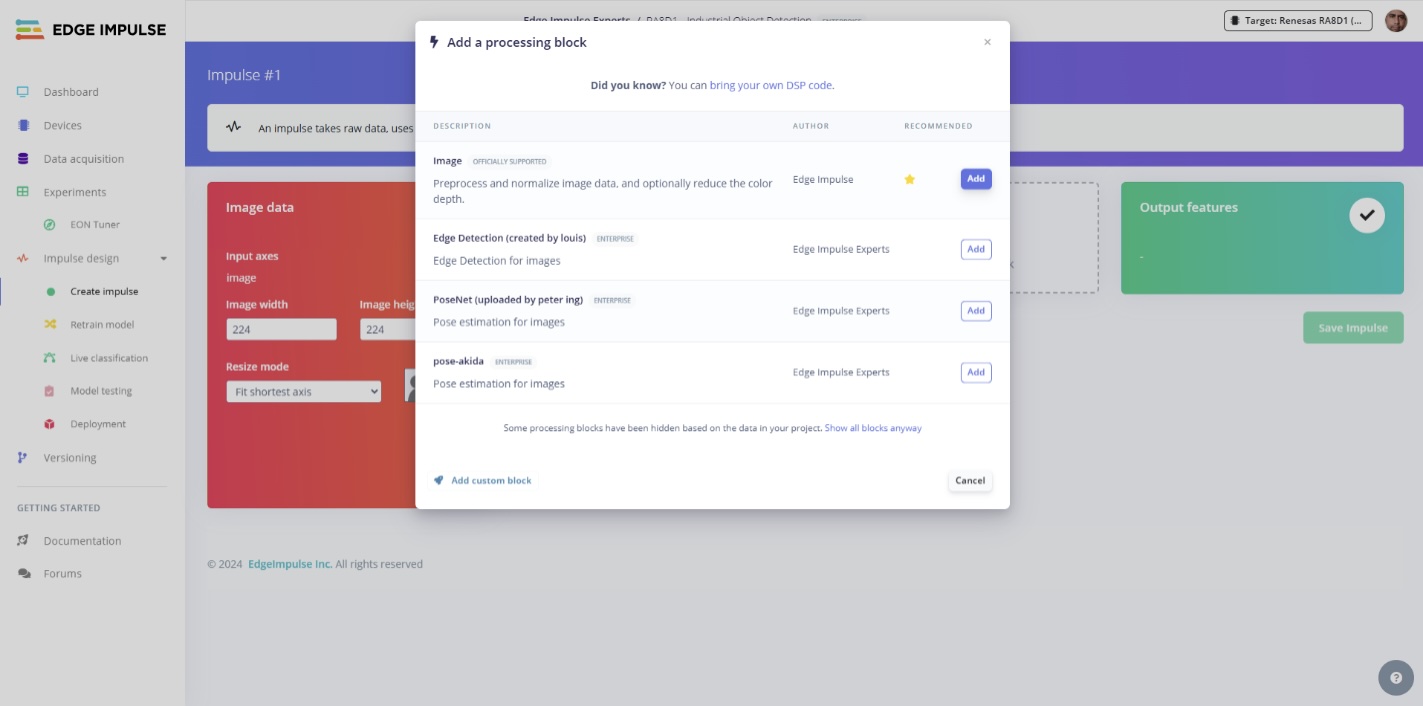 EDGE IMPULSE
Dashboard
Devices
Data acquisition
Experiments
EON Tuner
Impulse design
Create impulse
Retrain model
Live classification
Model testing
Deployment
Versioning
GETTING STARTED
Documentation
Forums
Target: Renesas RA8D1 (...
Impulse #1
An impulse takes raw data, uses
Image data
Input axes
image
Image width
Image heig
224
224
Resize mode
Fit shortest axis
Add a processing block
×
Did you know? You can bring your own DSP code.
DESCRIPTION AUTHOR RECOMMENDED
Image OFFICIALLY SUPPORTED
Preprocess and normalize image data, and optionally reduce the color
depth.
Edge Impulse
Add
Edge Detection (created by louis) ENTERPRISE
Edge Detection for images
Edge Impulse Experts
Add
PoseNet (uploaded by peter ing) ENTERPRISE
Pose estimation for images
Edge Impulse Experts
Add
pose-akida ENTERPRISE
Pose estimation for images
Edge Impulse Experts
Add
Some processing blocks have been hidden based on the data in your project. Show all blocks anyway
Add custom block
Cancel
Output features
-
Save Impulse
© 2024 EdgeImpulse Inc. All rights reserved